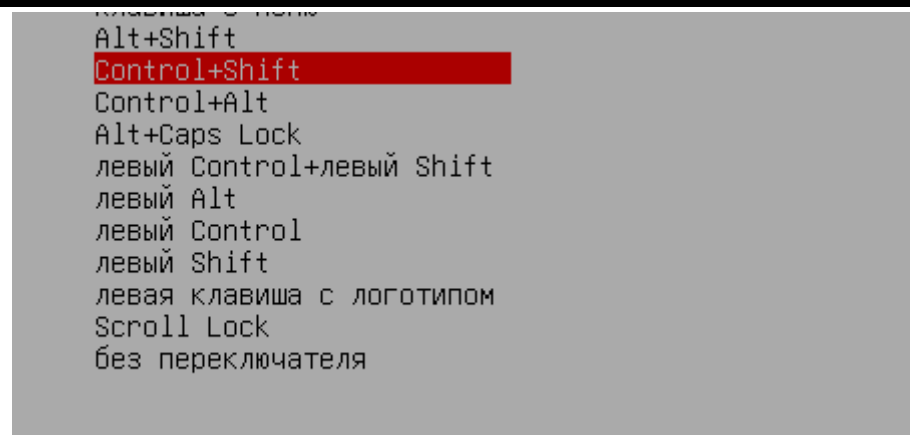 Alt+Shift
Control+Shift
Control+Alt
Alt+Caps Lock
левый Control+левый Shift
левый Alt
левый Control
левый Shift
левая клавиша с логотипом
Scroll Lock
без переключателя